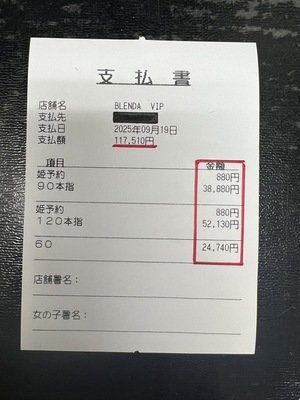 支払書
店舗名 BLENDA VIP
支払先
支払日 2025年09月19日
支払額 117,510円
項目 金額
姫予約 880円
90本指 38,880円
姫予約 880円
120本指 52,130円
60 24,740円
店舗署名：
女の子署名：